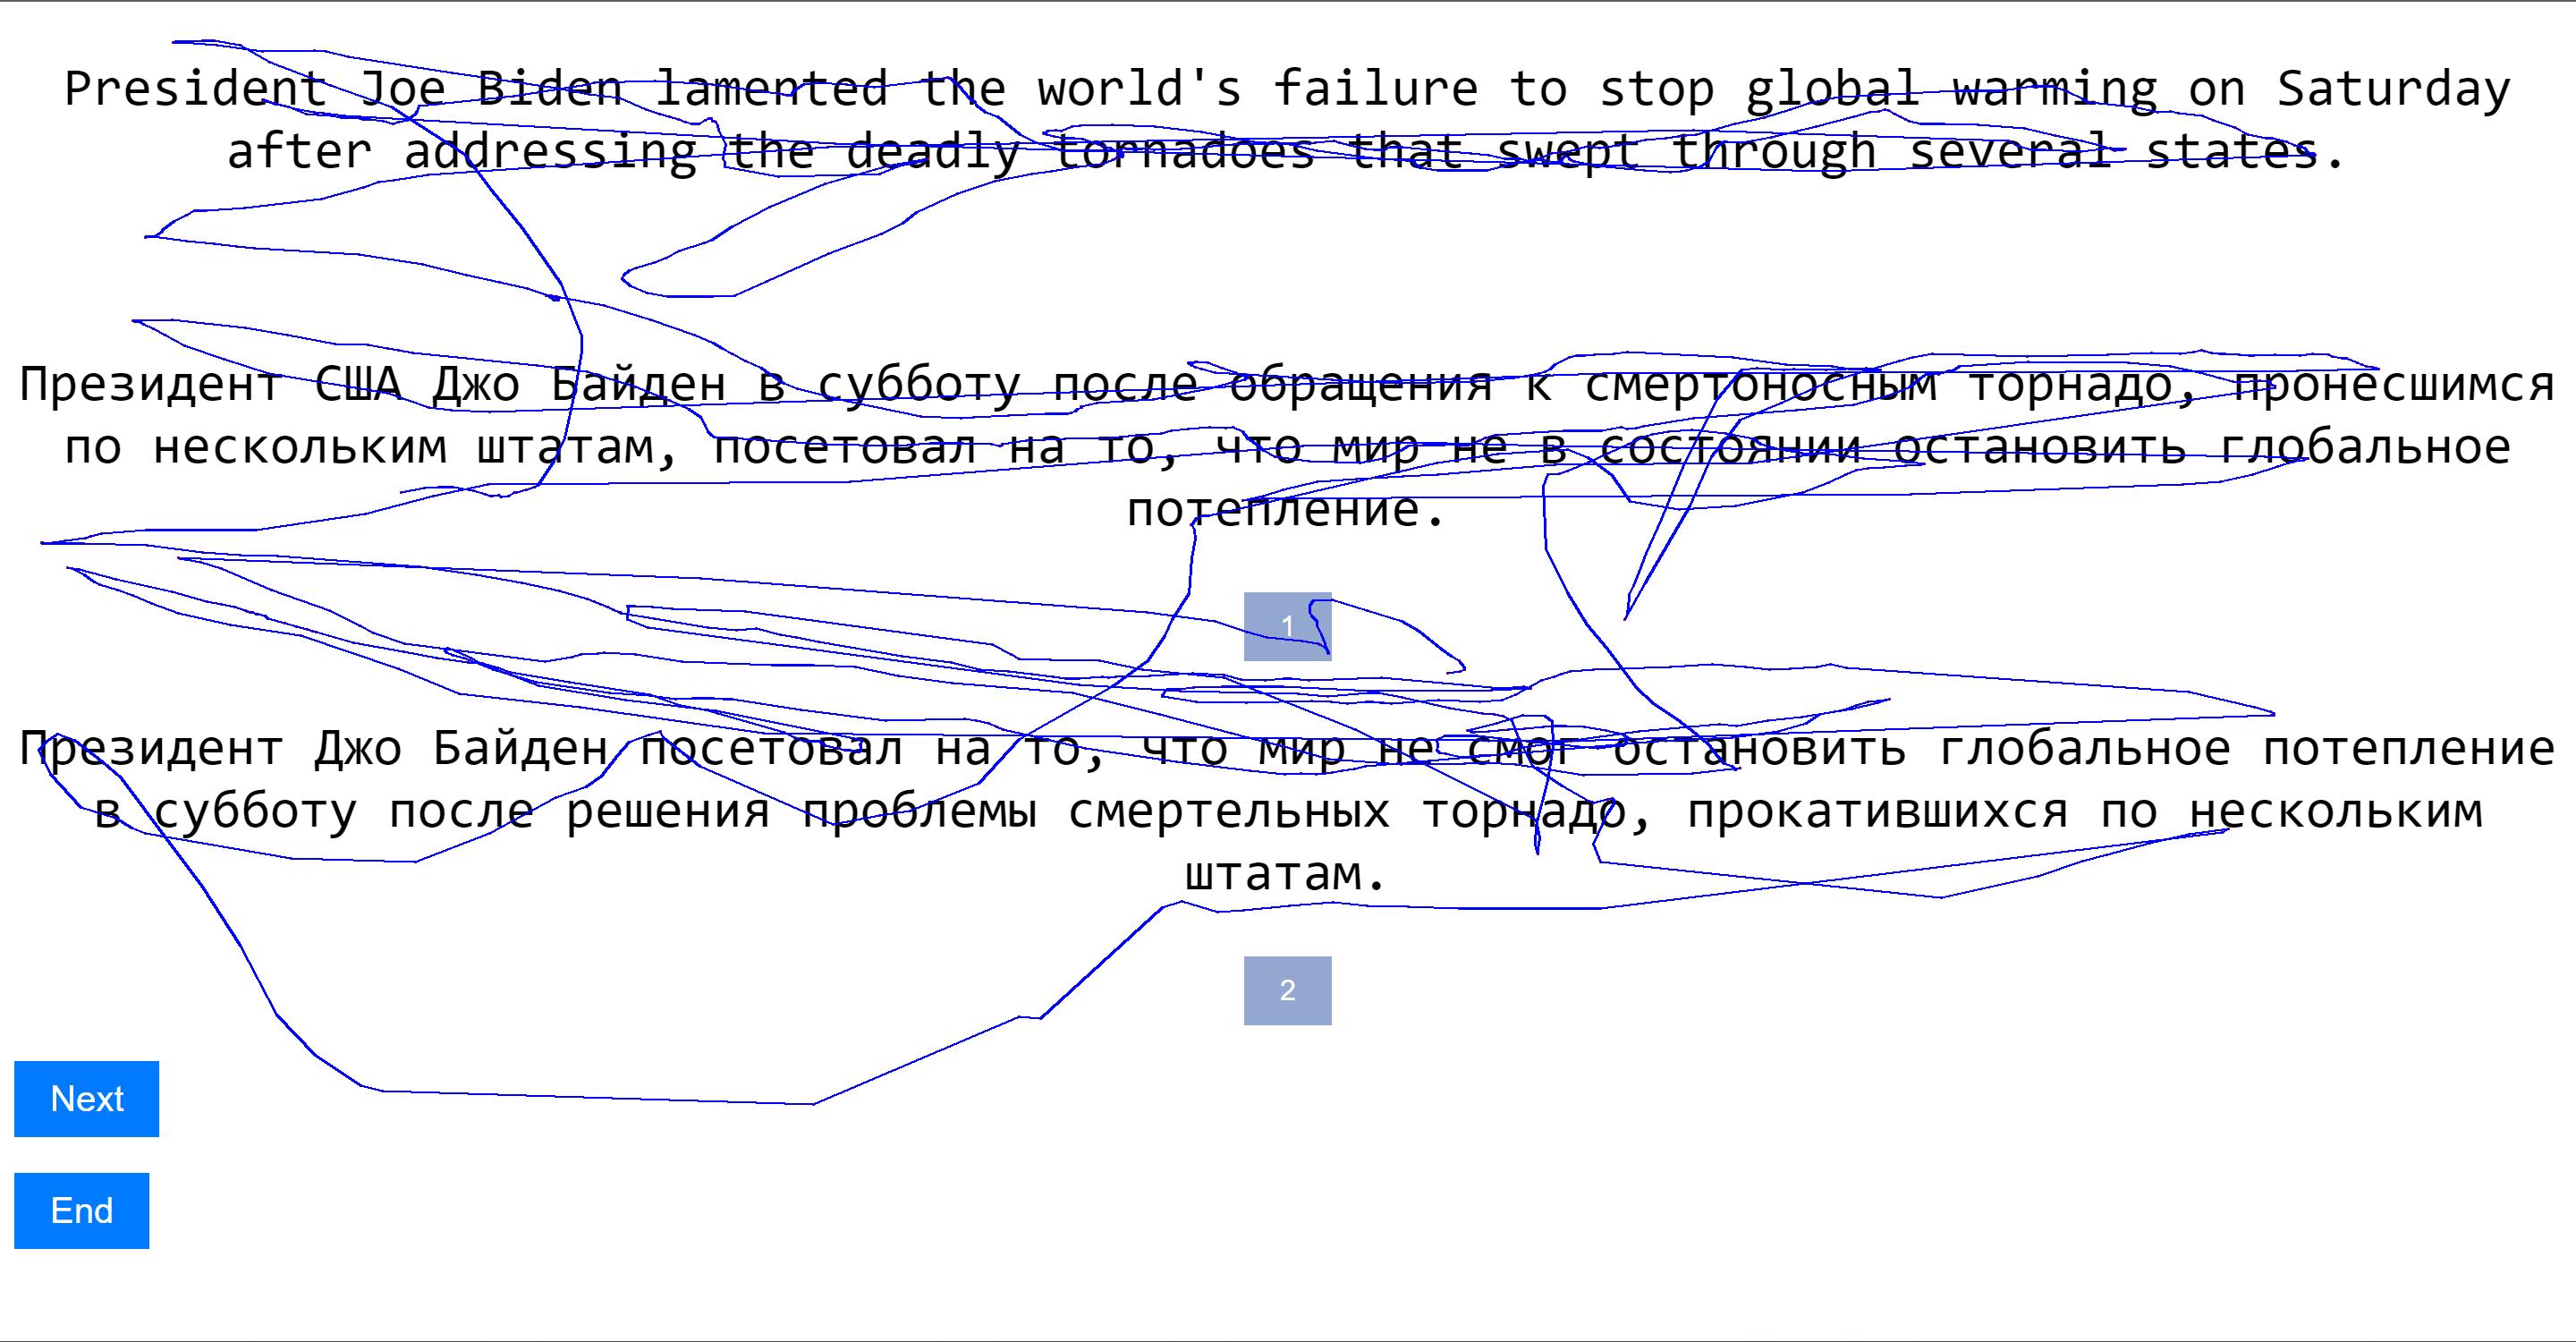 President Joe Biden lamented the world's failure to stop global warming on Saturday
after addressing the deadly tornadoes that swept through several states.
Президент США Джо Байден в субботу после обращения к смертоносным торнадо, пронесшимся
по нескольким штатам, посетовал на то, что мир не в состоянии остановить глобальное
потепление.
1
Президент Джо Байден посетовал на то, что мир не смог остановить глобальное потепление
в субботу после решения проблемы смертельных торнадо, прокатившихся по нескольким
штатам.
2
Next
End